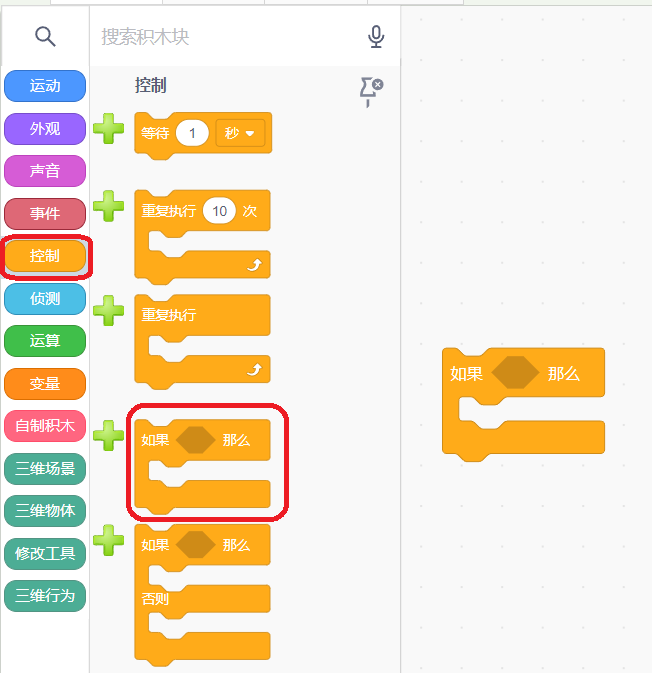 搜索积木块
运动
外观
声音
事件
控制
侦测
运算
变量
自制积木
三维场景
三维物体
修改工具
三维行为
控制
等待 1 秒
重复执行 10 次
重复执行
如果 那么
如果 那么
否则
如果 那么